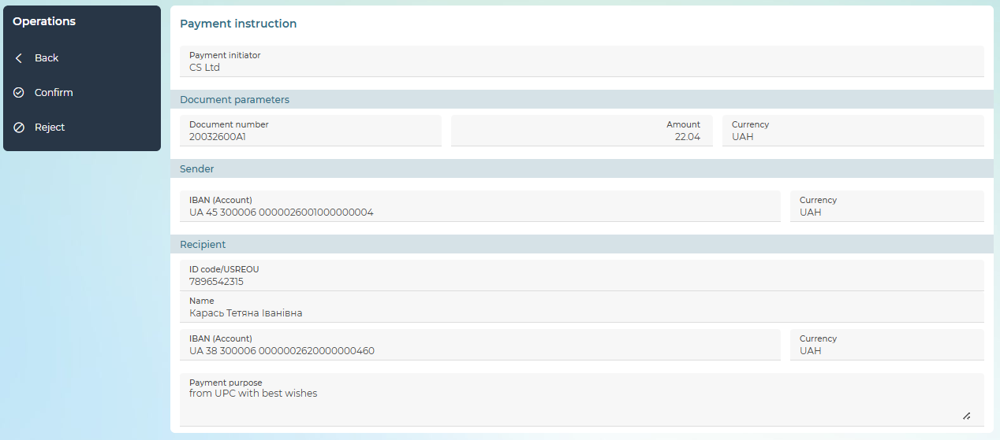 Operations
Back
Confirm
Reject
Payment instruction
Payment initiator
CS Ltd
Document parameters
Document number
20032600A1
Amount
22.04
Currency
UAH
Sender
IBAN (Account)
UA 45 300006 0000026001000000004
Currency
UAH
Recipient
ID code/USREOU
7896542315
Name
Карась Тетяна Іванівна
IBAN (Account)
UA 38 300006 0000002620000000460
Currency
UAH
Payment purpose
from UPC with best wishes